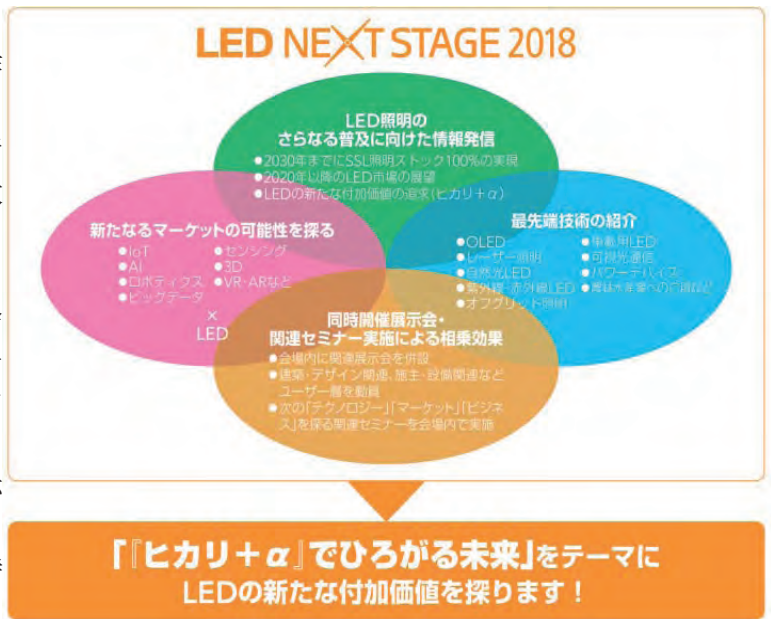 LED NEXT STAGE 2018
LED照明の
さらなる普及に向けた情報発信
●2030年までにSSL照明ストック100%の実現
●2020年以降のLED市場の展望
●LEDの新たな付加価値の追求(ヒカリ+α)
新たなるマーケットの可能性を探る
●IoT ●センシング
●AI ●3D
●ロボティクス ●VR・ARなど
●ビッグデータ
×
LED
最先端技術の紹介
●OLED ●車載用LED
●レーザー照明 ●可視光通信
●自然光LED ●パワーデバイス
●紫外線・赤外線LED
●オフグリッド照明
同時開催展示会・
関連セミナー実施による相乗効果
●会場内に関連展示会を併設
●建築・デザイン関連、施主・設備関連など
ユーザー層を動員
●次の「テクノロジー」「マーケット」「ビジネ
ス」を探る関連セミナーを会場内で実施
「『ヒカリ+α』でひろがる未来」をテーマに
LEDの新たな付加価値を探ります!